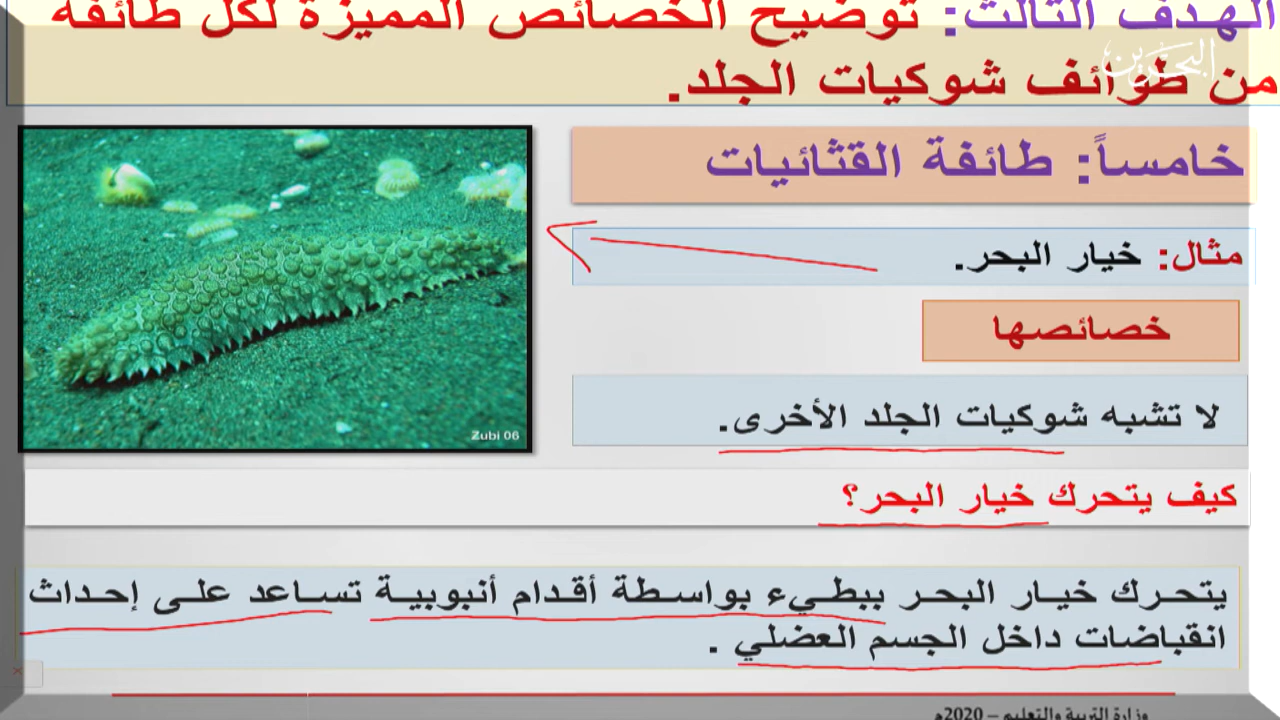 الهدف الثالث: توضيح الخصائص المميزة لكل طائفة
من طوائف شوكيات الجلد.
البحرين
خامساً: طائفة القثائيات
مثال: خيار البحر.
خصائصها
لا تشبه شوكيات الجلد الأخرى.
Zubi 06
كيف يتحرك خيار البحر؟
يتحرك خيار البحر ببطيء بواسطة أقدام أنبوبية تساعد على إحداث
انقباضات داخل الجسم العضلي .
وزارة التربية والتعليم – 2020م